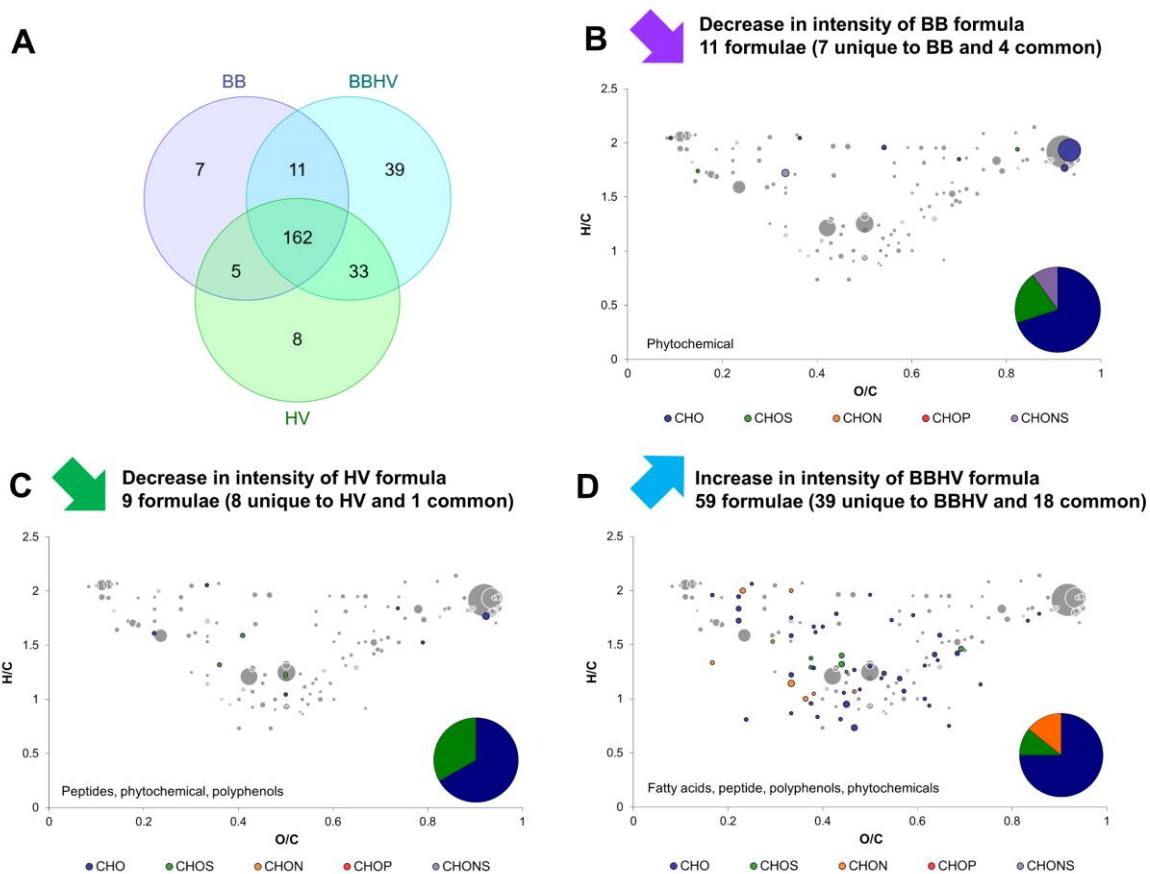 A
BB
BBHV
7
11
39
162
5
33
8
HV
B
Decrease in intensity of BB formula
11 formulae (7 unique to BB and 4 common)
2.5
2
1.5
1
0.5
0
H/C
Phytochemical
0 0.2 0.4 0.6 0.8 1
O/C
CHO CHOS CHON CHOP CHONS
C
Decrease in intensity of HV formula
9 formulae (8 unique to HV and 1 common)
2.5
2
1.5
1
0.5
0
H/C
Peptides, phytochemical, polyphenols
0 0.2 0.4 0.6 0.8 1
O/C
CHO CHOS CHON CHOP CHONS
D
Increase in intensity of BBHV formula
59 formulae (39 unique to BBHV and 18 common)
2.5
2
1.5
1
0.5
0
H/C
Fatty acids, peptide, polyphenols, phytochemicals
0 0.2 0.4 0.6 0.8 1
O/C
CHO CHOS CHON CHOP CHONS